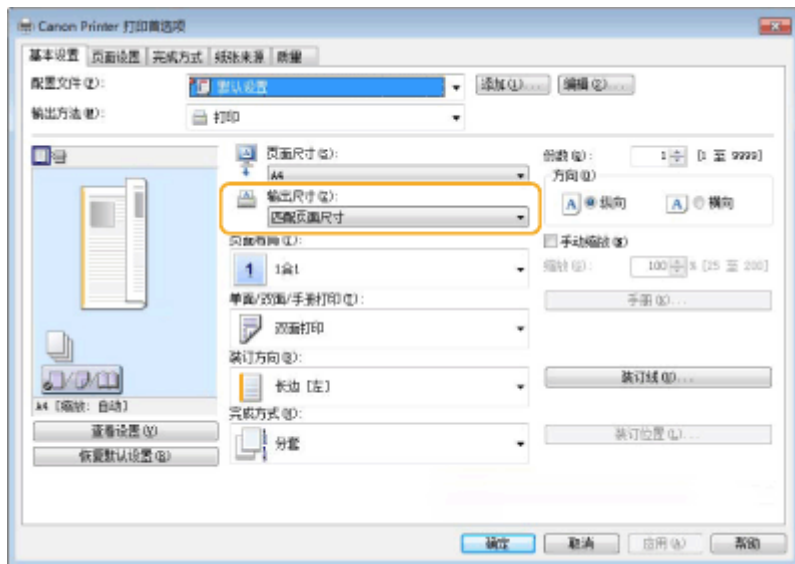 Canon Printer 打印首选项
基本设置 页面设置 完成方式 纸张来源 质量
配置文件(F): 默认设置 添加(1)... 编辑(2)...
输出方法(M): 打印
页面尺寸(S):
A4
输出尺寸(Z):
匹配页面尺寸
页面布局(L):
1合1
单面/双面/手册打印(T):
双面打印
装订方向(B):
长边 [左]
完成方式(H):
分套
份数(Q): 1 [1 至 9999]
方向(O)
A 纵向 A 横向
手动缩放(N)
缩放(G): 100 % [25 至 200]
手册(K)...
装订线(U)...
装订位置(L)...
A4 [缩放: 自动]
查看设置(V)
恢复默认设置(R)
确定 取消 应用(A) 帮助